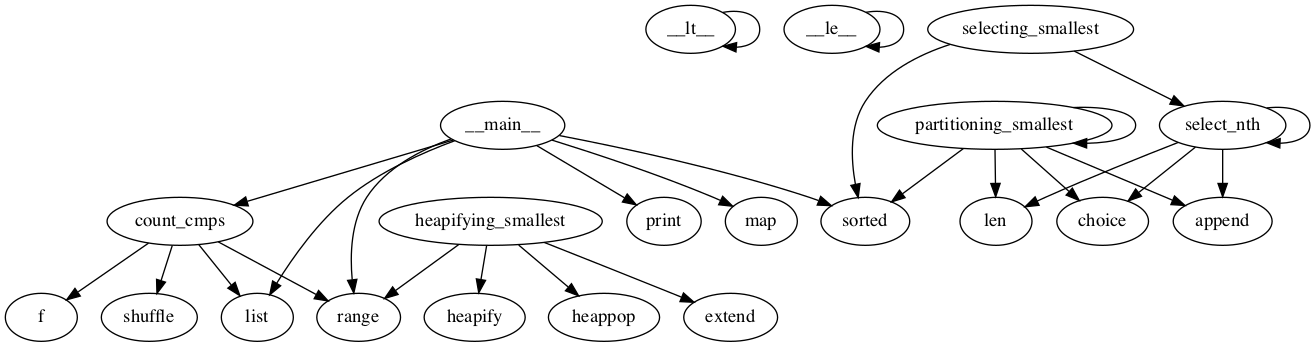 __lt__ __le__ selecting_smallest
__main__ partitioning_smallest select_nth
count_cmps heapifying_smallest print map sorted len choice append
f shuffle list range heapify heappop extend